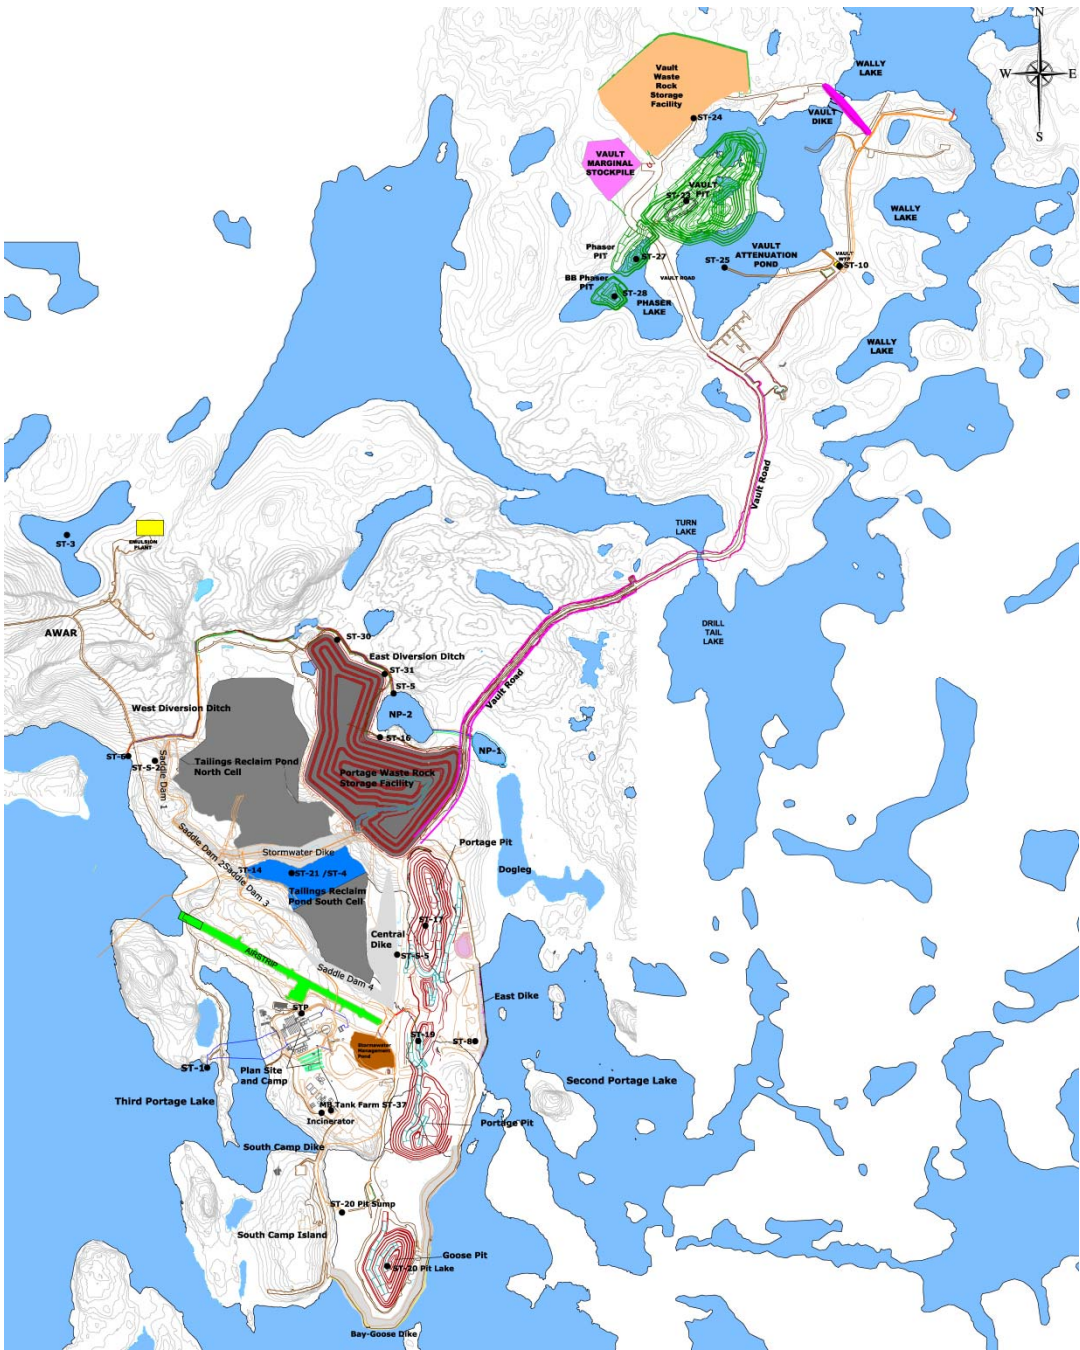 N
W E
S
WALLY
LAKE
Vault
Waste
Rock
Storage
Facility
ST-24
VAULT
DIKE
VAULT
MARGINAL
STOCKPILE
VAULT
PIT
WALLY
LAKE
Phaser
PIT
ST-27
VAULT
ATTENUATION
POND
ST-25
VAULT
ST-10
VAULT ROAD
BB Phaser
PIT
ST-28
PHASER
LAKE
WALLY
LAKE
Vault Road
TURN
LAKE
ST-3
EMULSION
PLANT
DRILL
TAIL
LAKE
AWAR
ST-30
East Diversion Ditch
ST-31
ST-5
Vault Road
West Diversion Ditch
NP-2
ST-16
NP-1
ST-6
ST-S-2
Saddle Dam 1
Tailings Reclaim Pond
North Cell
Portage Waste Rock
Storage Facility
Saddle Dam 2
Stormwater Dike
Portage Pit
Dogleg
ST-14
Saddle Dam 3
ST-21 /ST-4
Tailings Reclaim
Pond South Cell
ST-17
Central
Dike
ST-S-5
AIRSTRIP
Saddle Dam 4
East Dike
STP
ST-19
ST-8
Stormewater
Management
Pond
ST-1
Plan Site
and Camp
Second Portage Lake
Third Portage Lake
MB Tank Farm ST-37
Incinerator
Portage Pit
South Camp Dike
ST-20 Pit Sump
South Camp Island
Goose Pit
ST-20 Pit Lake
Bay-Goose Dike